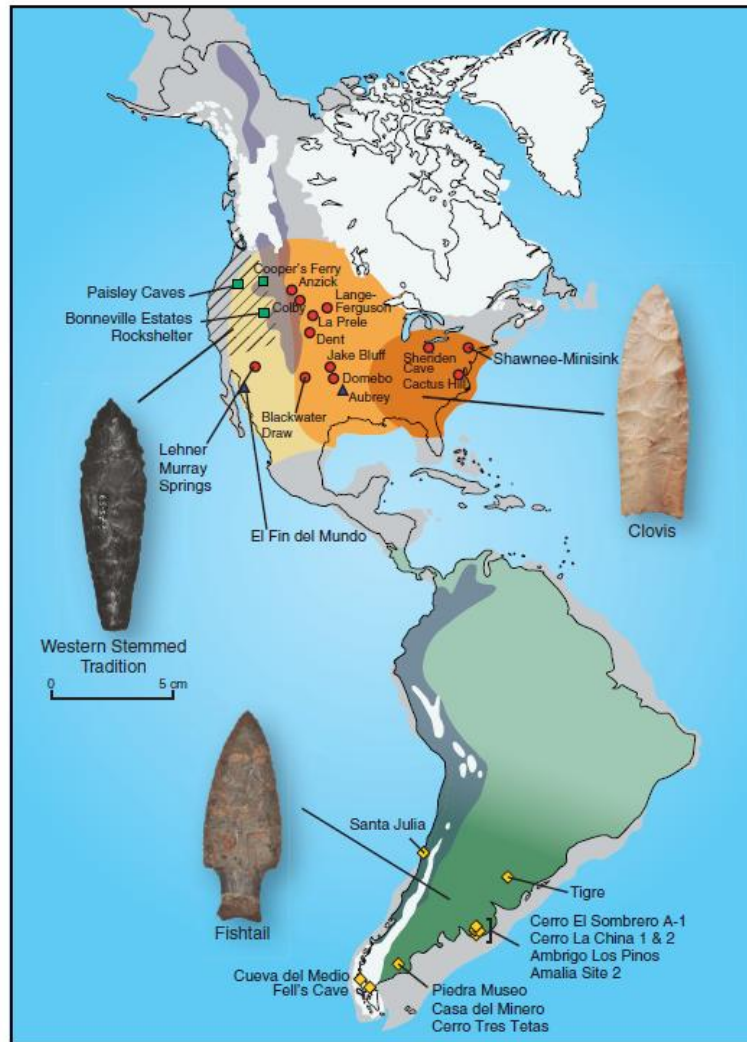 Cooper's Ferry
Paisley Caves
Anzick
Lange-
Ferguson
Colby
Bonneville Estates
Rockshelter
La Prele
Dent
Jake Bluff
Sheriden
Cave
Shawnee-Minisink
Cactus Hill
Domebo
Aubrey
Blackwater
Draw
Lehner
Murray
Springs
El Fin del Mundo
Clovis
Western Stemmed
Tradition
0 5 cm
Santa Julia
Tigre
Fishtail
Cerro El Sombrero A-1
Cerro La China 1 & 2
Ambrigo Los Pinos
Amalia Site 2
Cueva del Medio
Fell's Cave
Piedra Museo
Casa del Minero
Cerro Tres Tetas